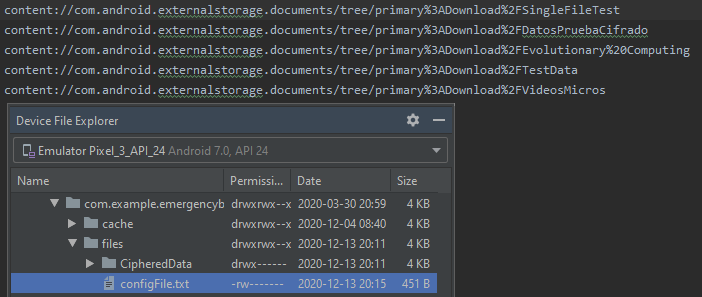 content://com.android.externalstorage.documents/tree/primary%3ADownload%2FSingleFileTest
content://com.android.externalstorage.documents/tree/primary%3ADownload%2FDatosPruebaCifrado
content://com.android.externalstorage.documents/tree/primary%3ADownload%2FEvolutionary%20Computing
content://com.android.externalstorage.documents/tree/primary%3ADownload%2FTestData
content://com.android.externalstorage.documents/tree/primary%3ADownload%2FVideosMicros
Device File Explorer
Emulator Pixel_3_API_24 Android 7.0, API 24
Name Permissi... Date Size
com.example.emergencyb drwxrwx--x 2020-03-30 20:59 4 KB
cache drwxrwx--x 2020-12-04 08:40 4 KB
files drwxrwx--x 2020-12-13 20:11 4 KB
CipheredData drwx------ 2020-12-13 20:11 4 KB
configFile.txt -rw------- 2020-12-13 20:15 451 B